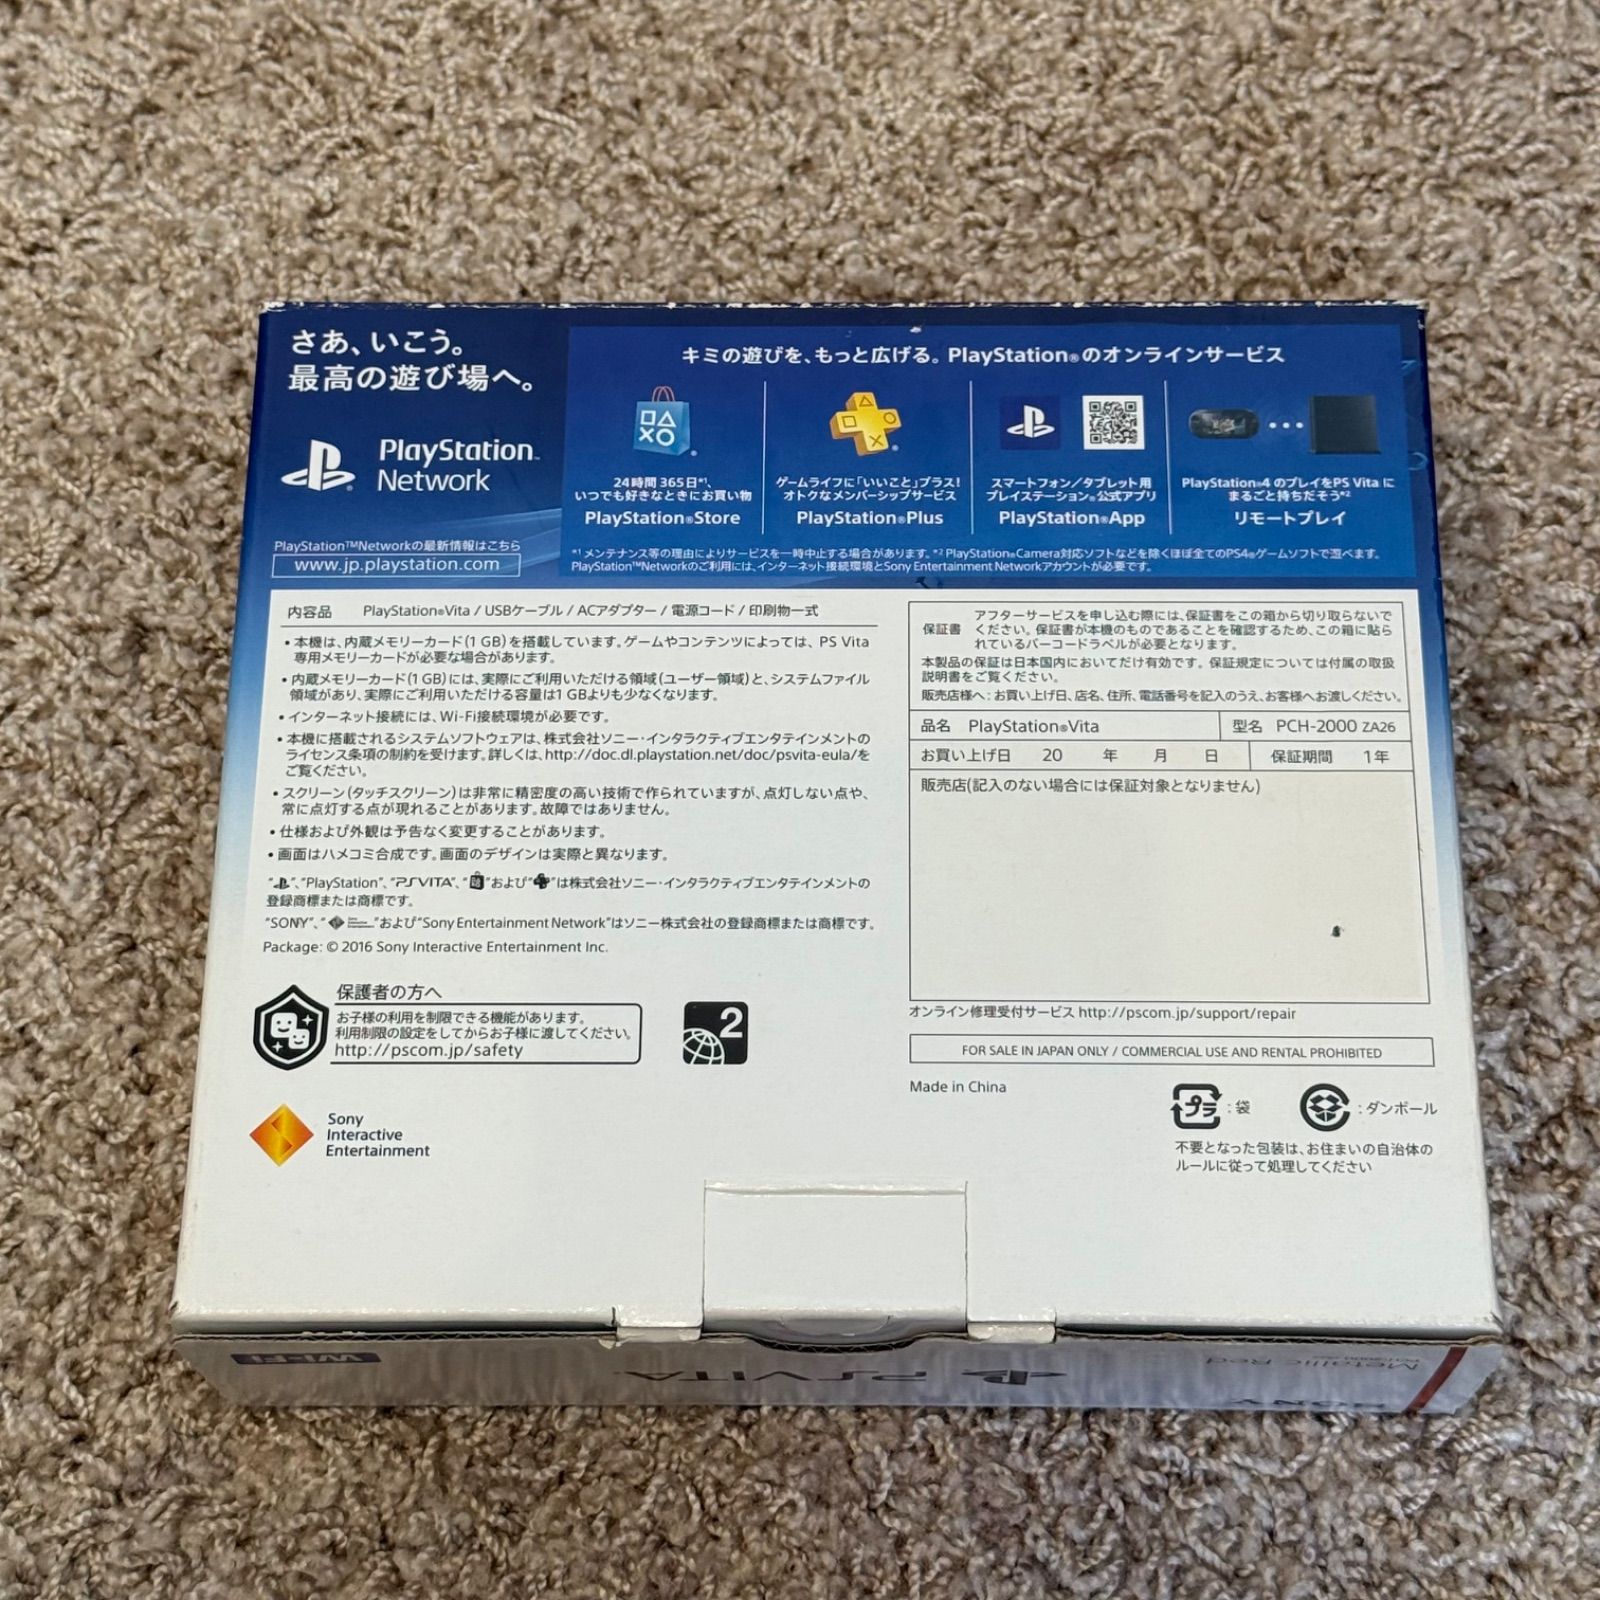 さあ、いこう。
最高の遊び場へ。
PlayStation™
Network
PlayStation™Networkの最新情報はこちら
www.jp.playstation.com
キミの遊びを、もっと広げる。PlayStation®のオンラインサービス
24時間 365日*1、
いつでも好きなときにお買い物
PlayStation®Store
ゲームライフに「いいこと」プラス!
オトクなメンバーシップサービス
PlayStation®Plus
スマートフォン/タブレット用
プレイステーション®公式アプリ
PlayStation®App
PlayStation®4 のプレイをPS Vita に
まるごと持ちだそう*2
リモートプレイ
*1 メンテナンス等の理由によりサービスを一時中止する場合があります。*2 PlayStation®Camera対応ソフトなどを除くほぼ全てのPS4®ゲームソフトで遊べます。
PlayStation™Networkのご利用には、インターネット接続環境とSony Entertainment Networkアカウントが必要です。
内容品 PlayStation®Vita / USBケーブル / ACアダプター / 電源コード / 印刷物一式
• 本機は、内蔵メモリーカード(1 GB)を搭載しています。ゲームやコンテンツによっては、PS Vita
専用メモリーカードが必要な場合があります。
• 内蔵メモリーカード(1 GB)には、実際にご利用いただける領域(ユーザー領域)と、システムファイル
領域があり、実際にご利用いただける容量は1 GBよりも少なくなります。
• インターネット接続には、Wi-Fi接続環境が必要です。
• 本機に搭載されるシステムソフトウェアは、株式会社ソニー・インタラクティブエンタテインメントの
ライセンス条項の制約を受けます。詳しくは、http://doc.dl.playstation.net/doc/psvita-eula/を
ご覧ください。
• スクリーン(タッチスクリーン)は非常に精密度の高い技術で作られていますが、点灯しない点や、
常に点灯する点が現れることがあります。故障ではありません。
• 仕様および外観は予告なく変更することがあります。
• 画面はハメコミ合成です。画面のデザインは実際と異なります。
“ ”、“PlayStation”、“PSVITA”、“ ”および“ ”は株式会社ソニー・インタラクティブエンタテインメントの
登録商標または商標です。
“SONY”、“ ”および“Sony Entertainment Network”はソニー株式会社の登録商標または商標です。
Package: © 2016 Sony Interactive Entertainment Inc.
保護者の方へ
お子様の利用を制限できる機能があります。
利用制限の設定をしてからお子様に渡してください。
http://pscom.jp/safety
2
Sony
Interactive
Entertainment
保証書
アフターサービスを申し込む際には、保証書をこの箱から切り取らないで
ください。保証書が本機のものであることを確認するため、この箱に貼ら
れているバーコードラベルが必要となります。
本製品の保証は日本国内においてだけ有効です。保証規定については付属の取扱
説明書をご覧ください。
販売店様へ：お買い上げ日、店名、住所、電話番号を記入のうえ、お客様へお渡しください。
品名 PlayStation®Vita 型名 PCH-2000 ZA26
お買い上げ日 20 年 月 日 保証期間 1年
販売店(記入のない場合には保証対象となりません)
オンライン修理受付サービス http://pscom.jp/support/repair
FOR SALE IN JAPAN ONLY / COMMERCIAL USE AND RENTAL PROHIBITED
Made in China
プラ：袋
：ダンボール
不要となった包装は、お住まいの自治体の
ルールに従って処理してください
Wi-Fi
PSVITA
Metallic Red
SONY